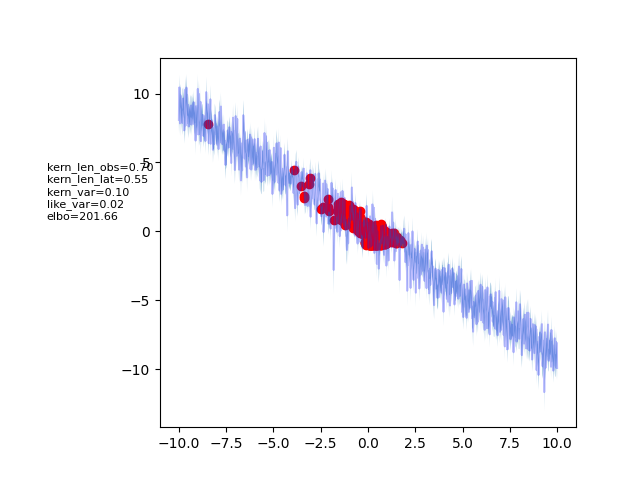 10
5
0
−5
−10
kern_len_obs=0.70
kern_len_lat=0.55
kern_var=0.10
like_var=0.02
elbo=201.66
−10.0 −7.5 −5.0 −2.5 0.0 2.5 5.0 7.5 10.0